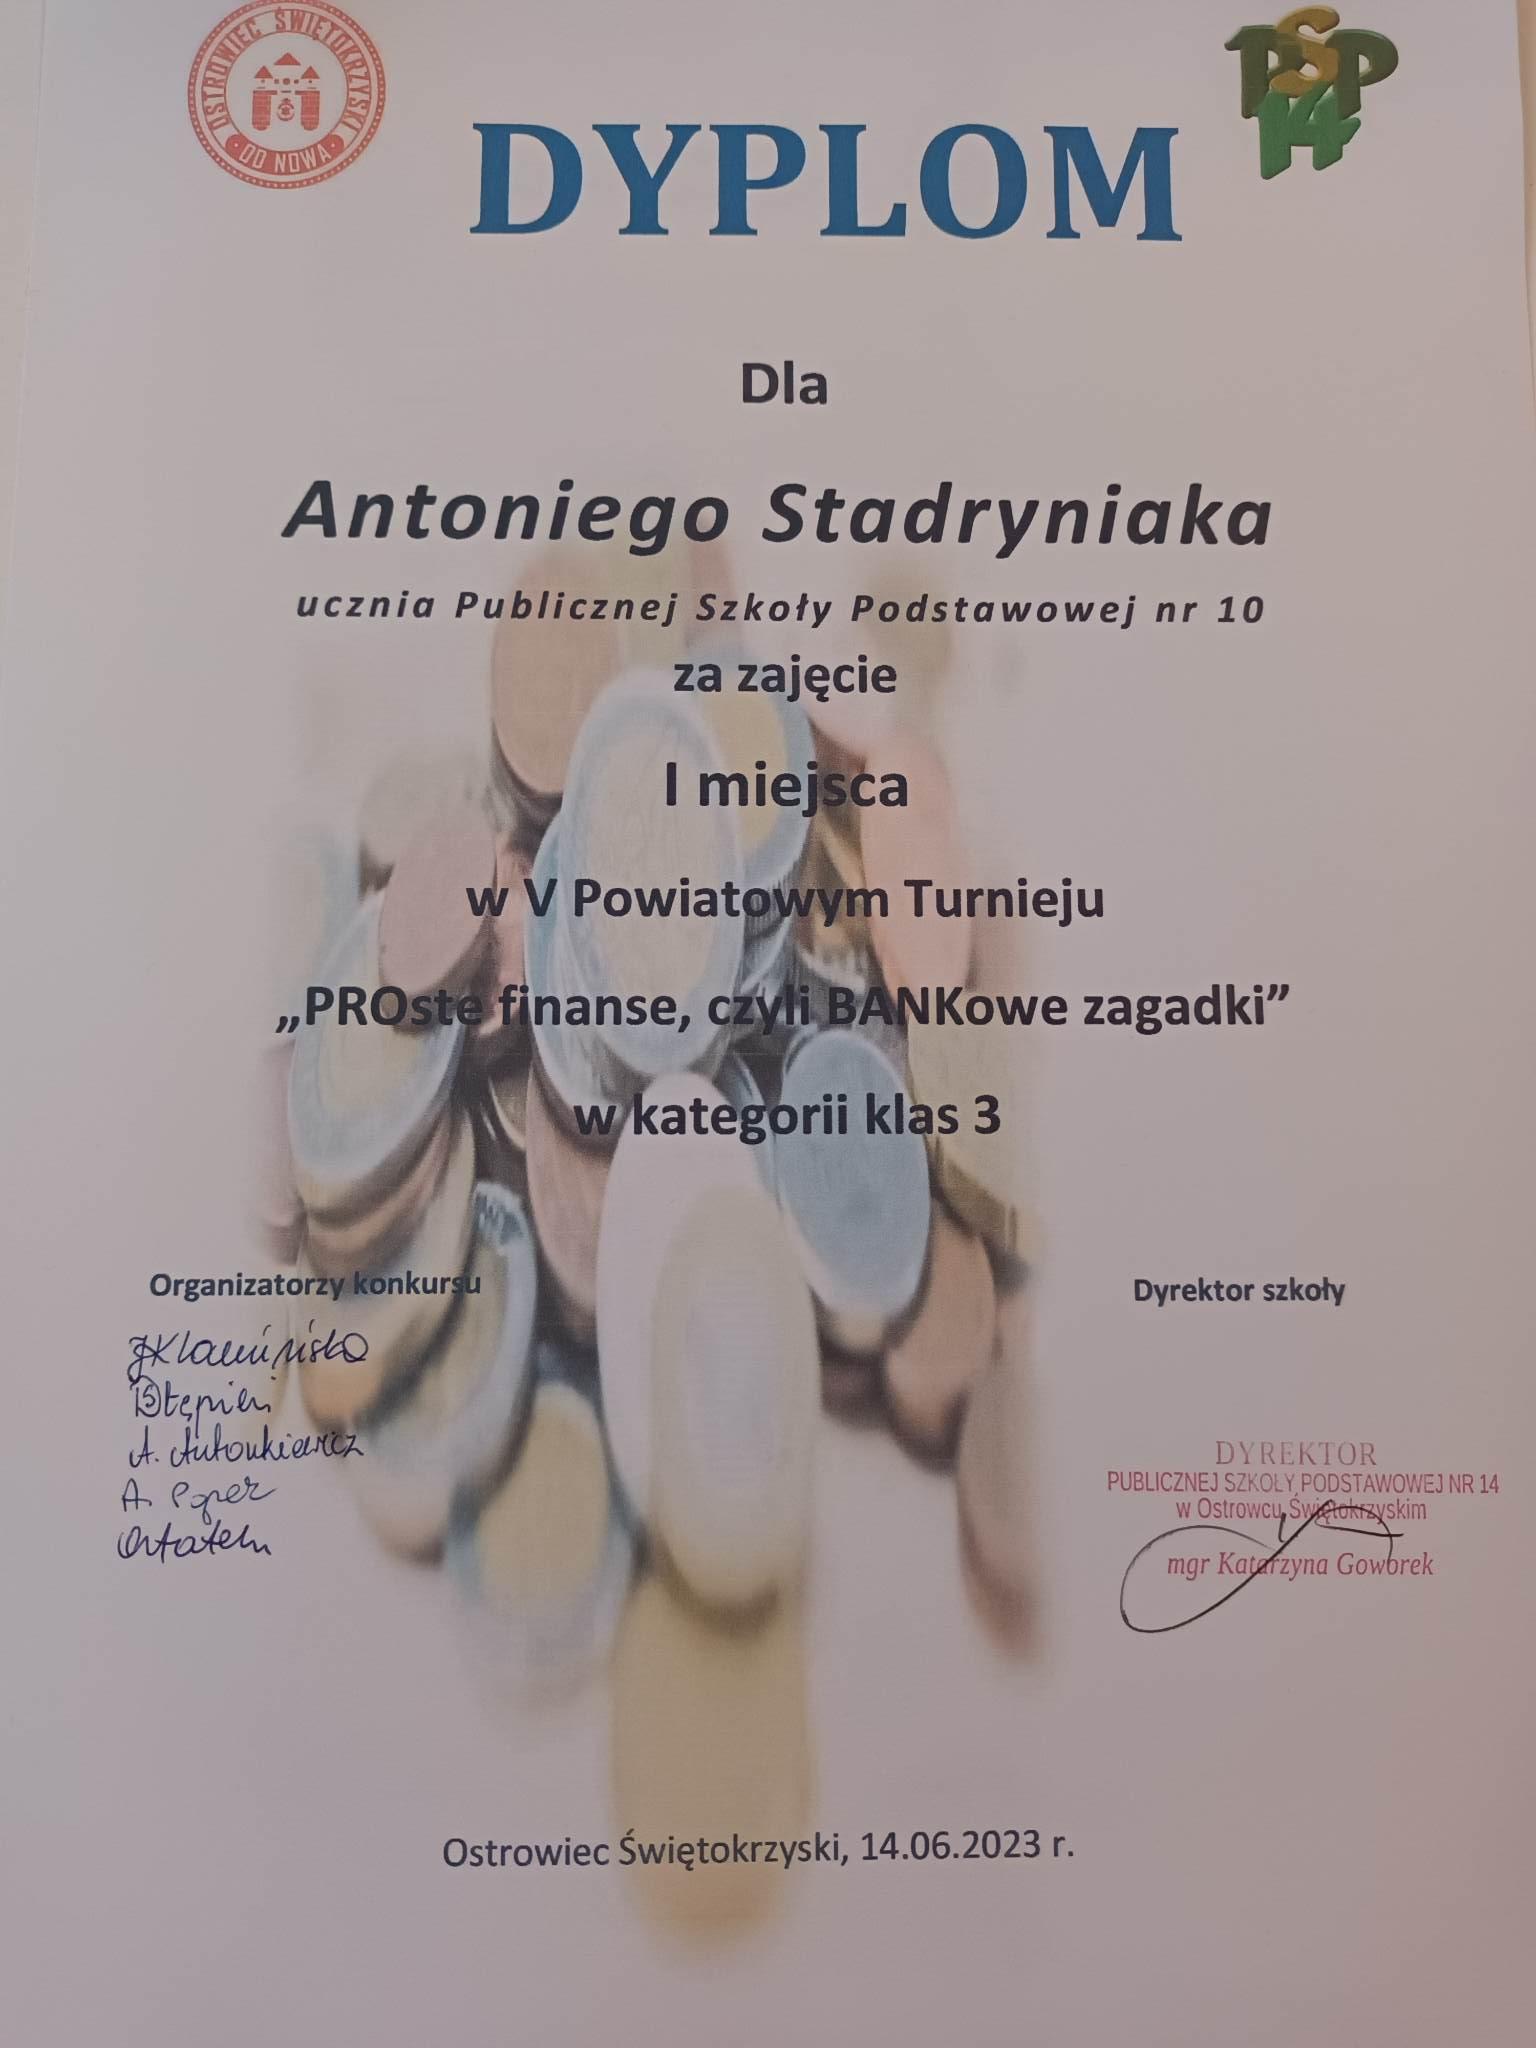 OSTROWIEC ŚWIĘTOKRZYSKI
OD NOWA
PSP
14
DYPLOM
Dla
Antoniego Stadryniaka
ucznia Publicznej Szkoły Podstawowej nr 10
za zajęcie
I miejsca
w V Powiatowym Turnieju
„PROste finanse, czyli BANKowe zagadki”
w kategorii klas 3
Organizatorzy konkursu
Dyrektor szkoły
A. Antonkiewicz
DYREKTOR
PUBLICZNEJ SZKOŁY PODSTAWOWEJ NR 14
w Ostrowcu Świętokrzyskim
mgr Katarzyna Goworek
Ostrowiec Świętokrzyski, 14.06.2023 r.